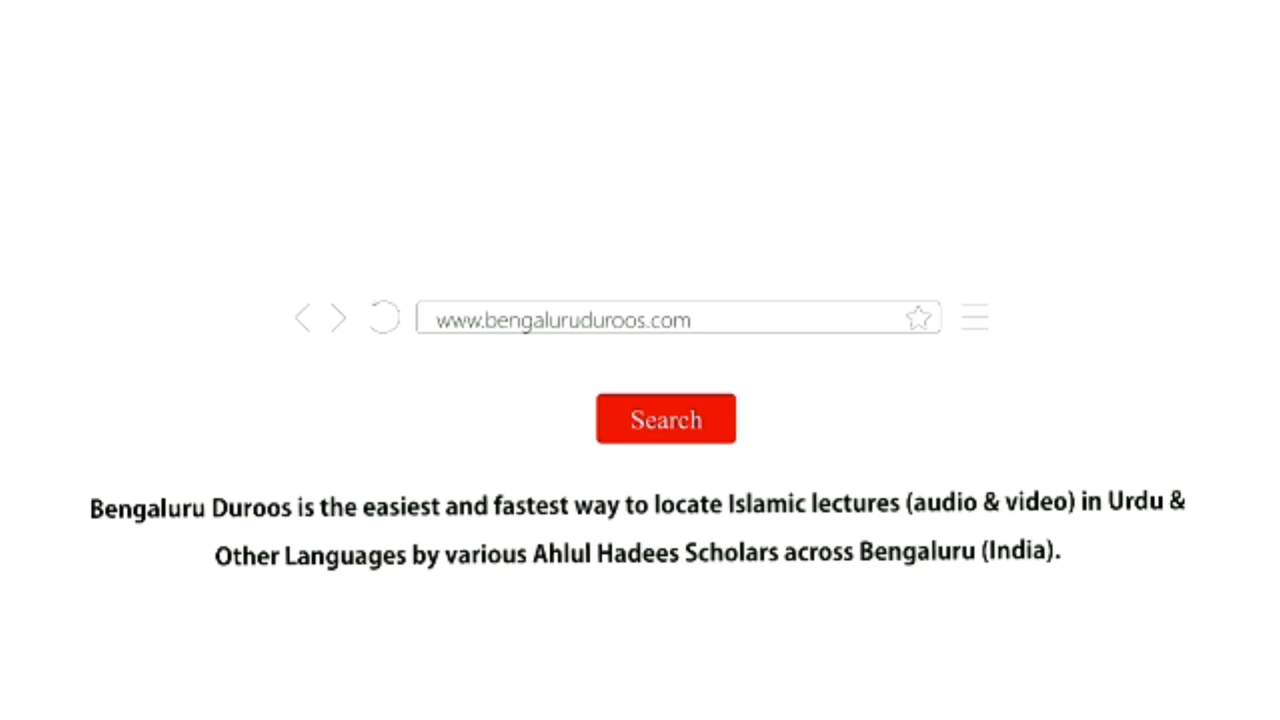 www.bengaluruduroos.com
Search
Bengaluru Duroos is the easiest and fastest way to locate Islamic lectures (audio & video) in Urdu &
Other Languages by various Ahlul Hadees Scholars across Bengaluru (India).